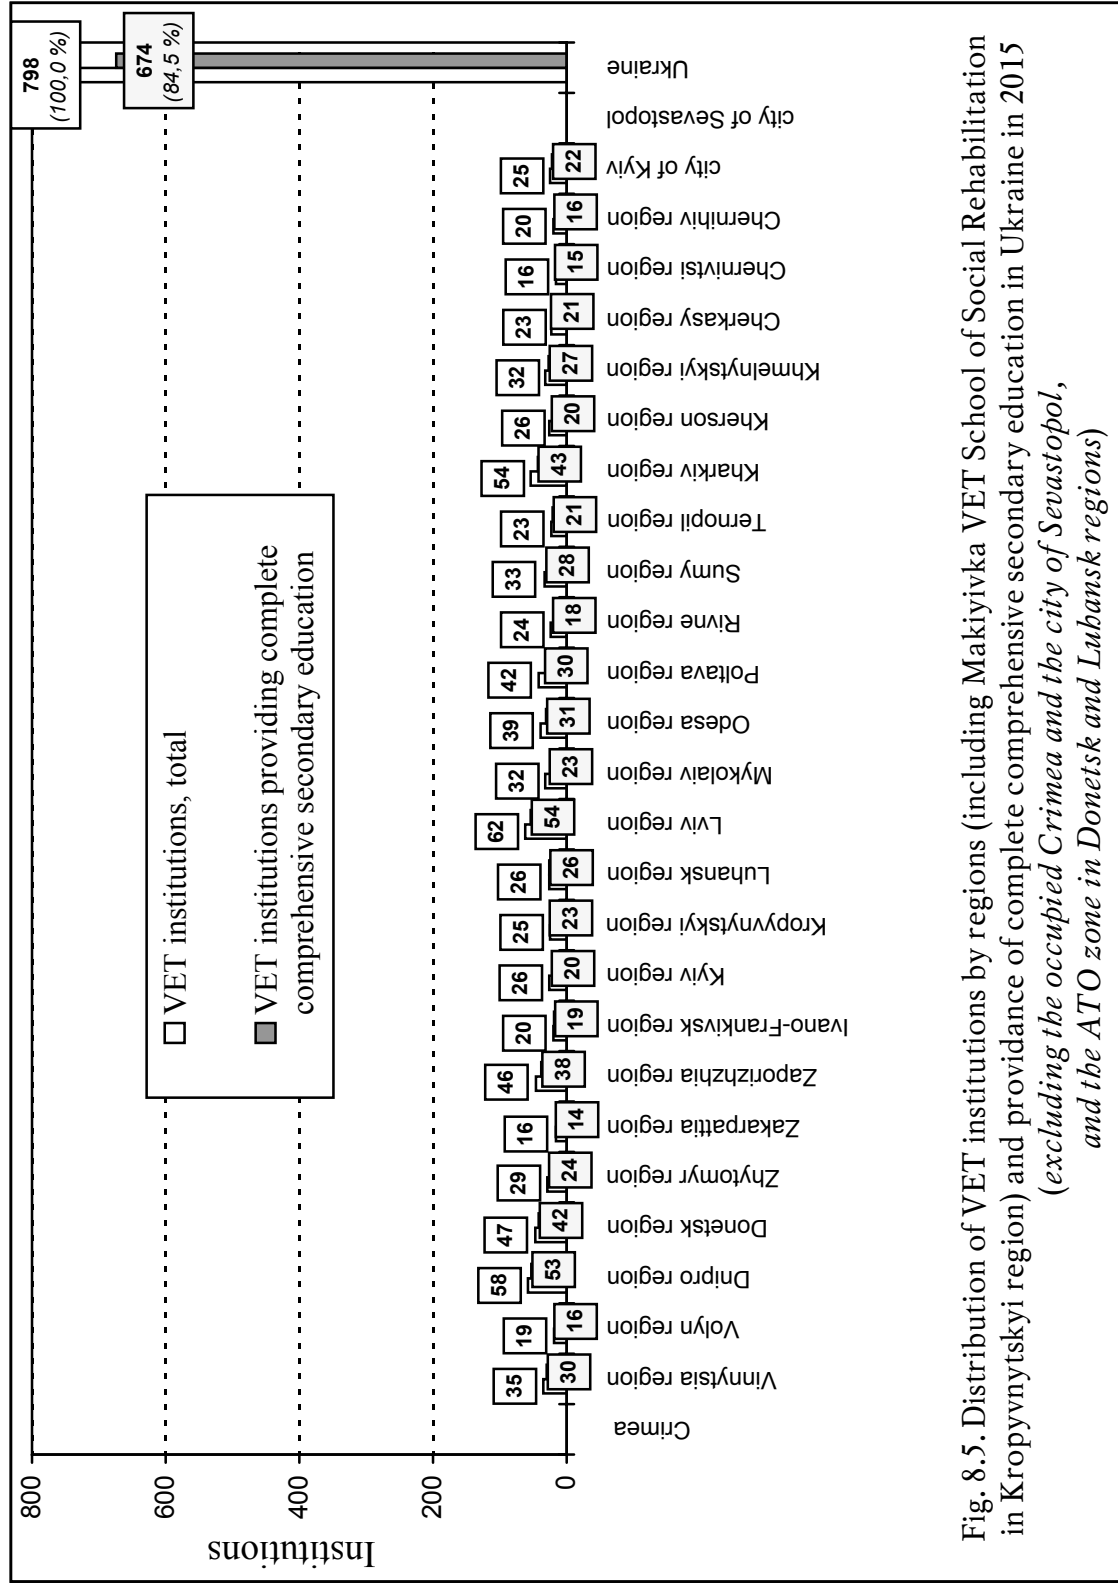 Institutions
800
600
400
200
0
VET institutions, total
VET institutions providing complete
comprehensive secondary education
798
(100,0 %)
674
(84,5 %)
35
19
58
47
29
16
46
20
26
25
26
62
32
39
42
24
33
23
54
26
32
23
16
20
25
30
16
53
42
24
14
38
19
20
23
26
54
23
31
30
18
28
21
43
20
27
21
15
16
22
Crimea
Vinnytsia region
Volyn region
Dnipro region
Donetsk region
Zhytomyr region
Zakarpattia region
Zaporizhzhia region
Ivano-Frankivsk region
Kyiv region
Kropyvnytskyi region
Luhansk region
Lviv region
Mykolaiv region
Odesa region
Poltava region
Rivne region
Sumy region
Ternopil region
Kharkiv region
Kherson region
Khmelnytskyi region
Cherkasy region
Chernivtsi region
Chernihiv region
city of Kyiv
city of Sevastopol
Ukraine
Fig. 8.5. Distribution of VET institutions by regions (including Makiyivka VET School of Social Rehabilitation
in Kropyvnytskyi region) and providance of complete comprehensive secondary education in Ukraine in 2015
(excluding the occupied Crimea and the city of Sevastopol,
and the ATO zone in Donetsk and Luhansk regions)